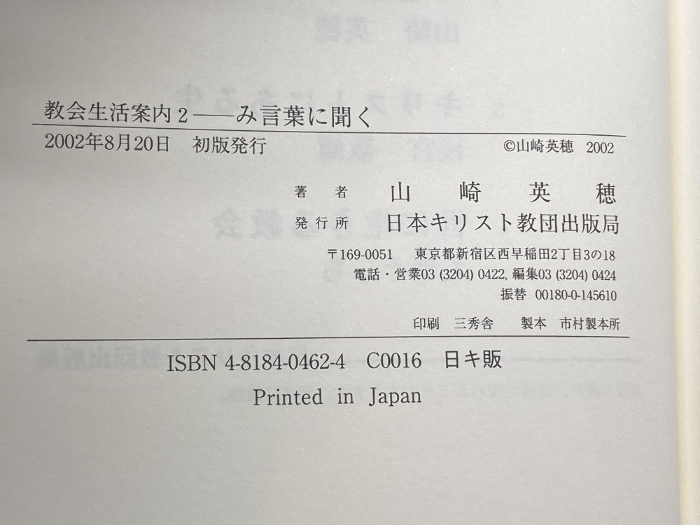 教会生活案内2——み言葉に聞く
2002年8月20日 初版発行 ©山崎英穂 2002
著者 山崎英穂
発行所 日本キリスト教団出版局
〒169-0051 東京都新宿区西早稲田2丁目3の18
電話・営業03 (3204) 0422, 編集03 (3204) 0424
振替 00180-0-145610
印刷 三秀舎 製本 市村製本所
ISBN 4-8184-0462-4 C0016 日キ販
Printed in Japan